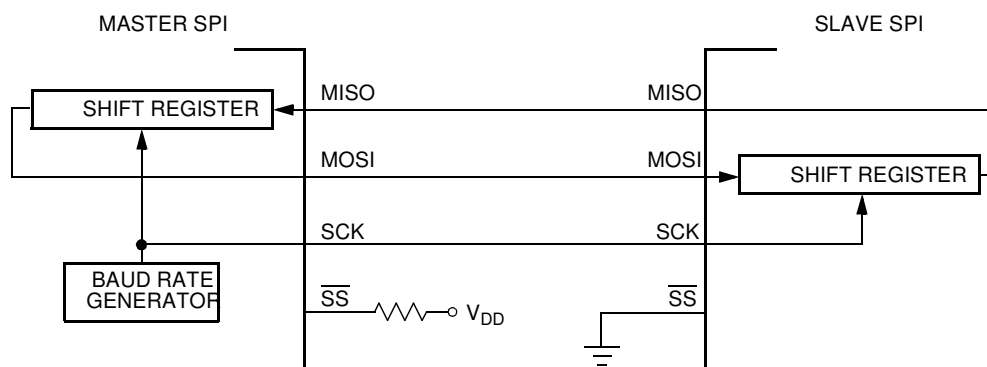 MASTER SPI
SLAVE SPI
SHIFT REGISTER
MISO
MISO
MOSI
MOSI
SHIFT REGISTER
SCK
SCK
BAUD RATE
GENERATOR
SS
V_DD
SS